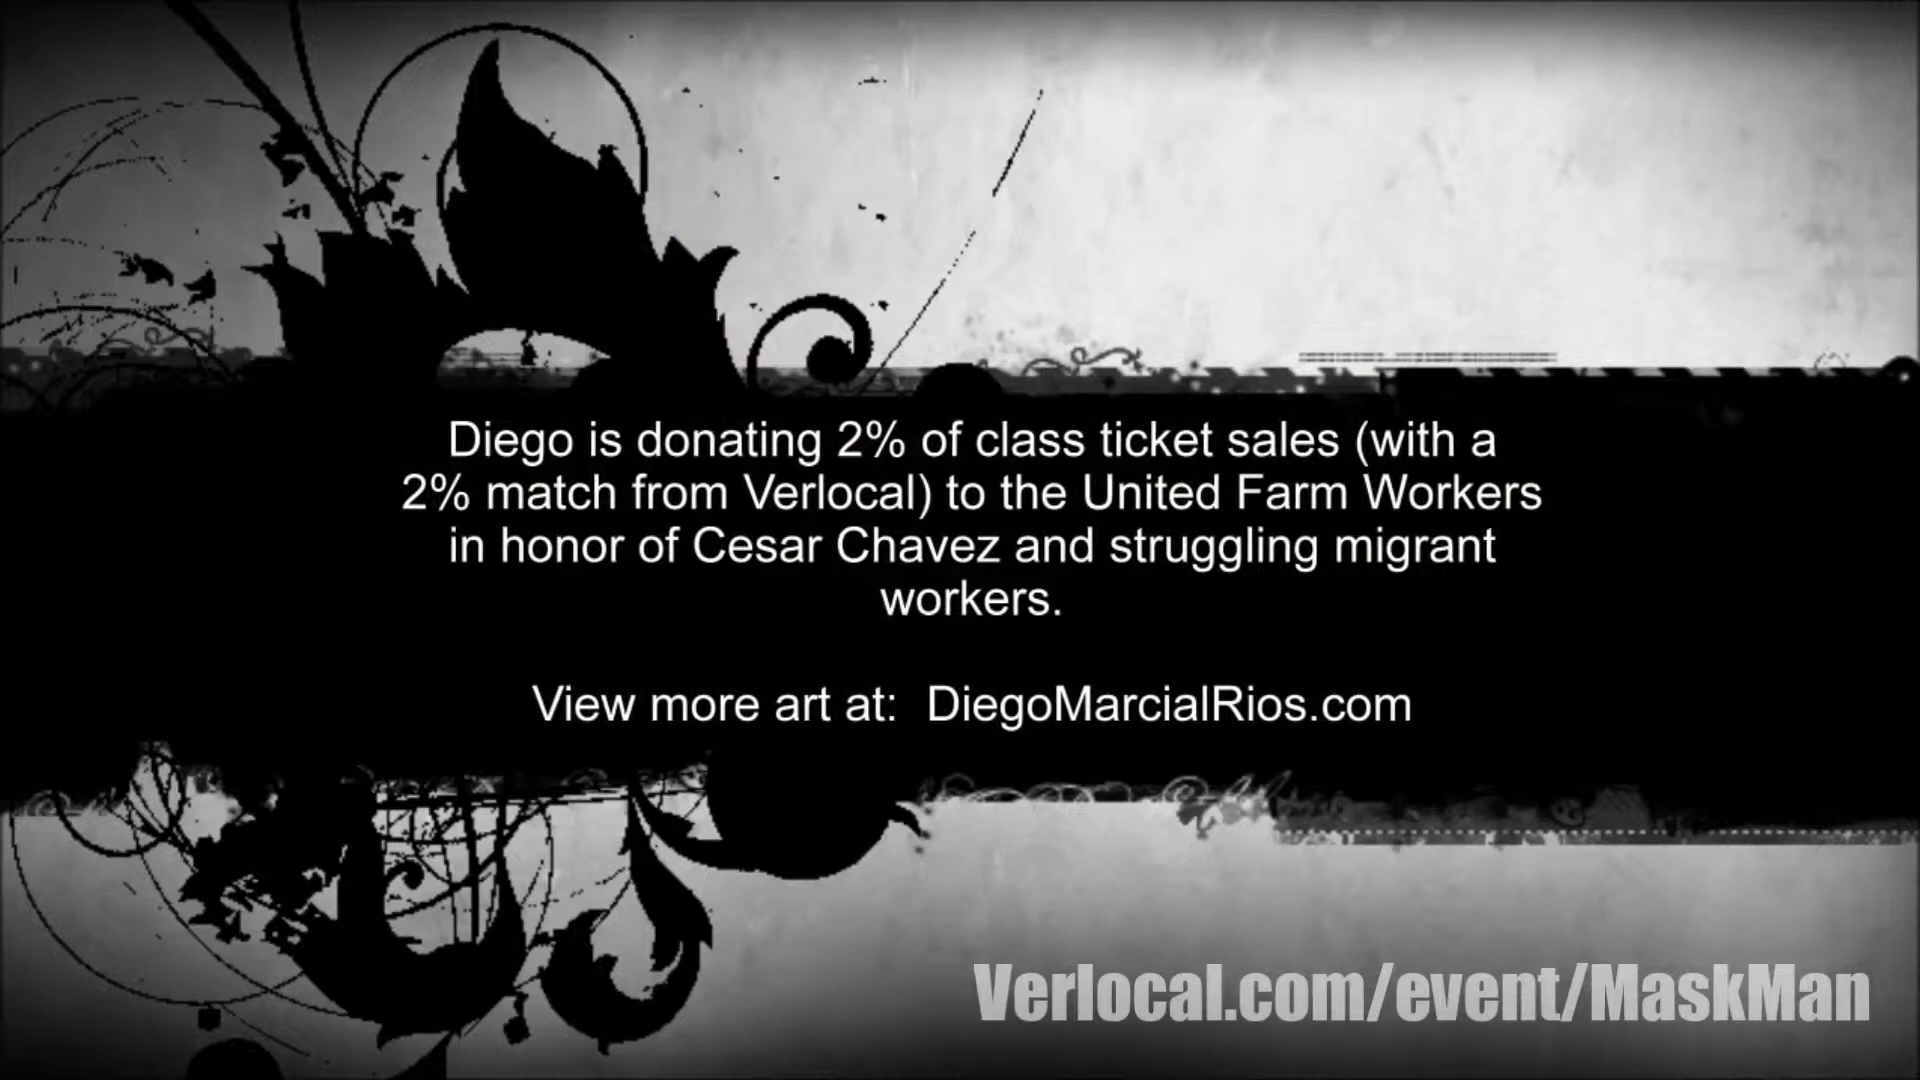 Diego is donating 2% of class ticket sales (with a
2% match from Verlocal) to the United Farm Workers
in honor of Cesar Chavez and struggling migrant
workers.
View more art at:  DiegoMarcialRios.com
Verlocal.com/event/MaskMan